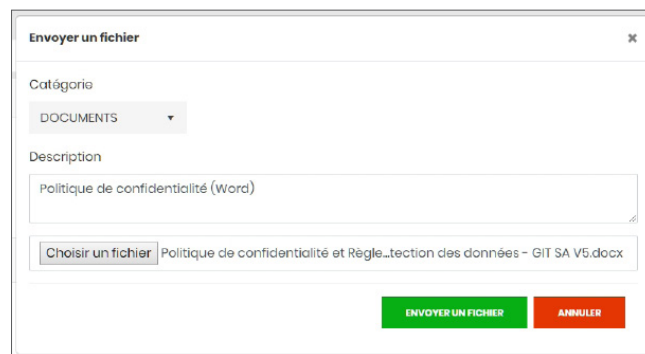 Envoyer un fichier
Catégorie
DOCUMENTS
Description
Politique de confidentialité (Word)
Choisir un fichier Politique de confidentialité et Règle...tection des données - GIT SA V5.docx
ENVOYER UN FICHIER ANNULER